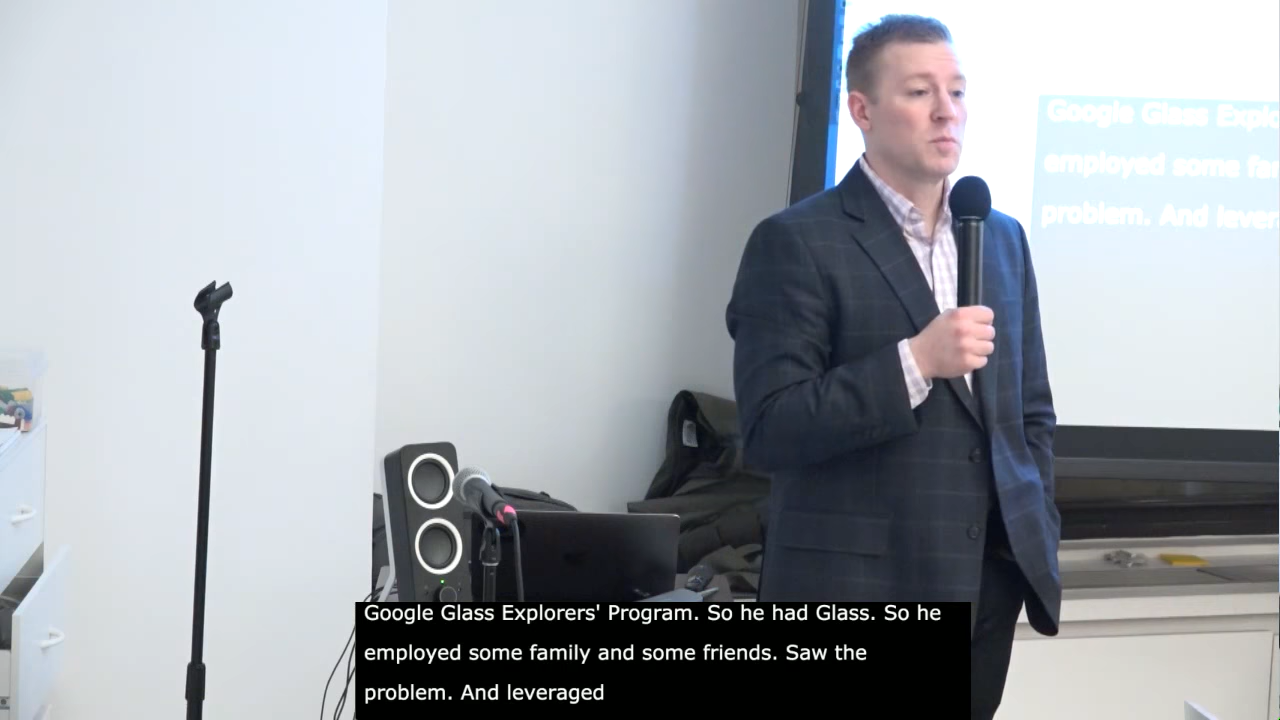 Google Glass Explo
employed some fa
problem. And lever
Google Glass Explorers' Program. So he had Glass. So he
employed some family and some friends. Saw the
problem. And leveraged